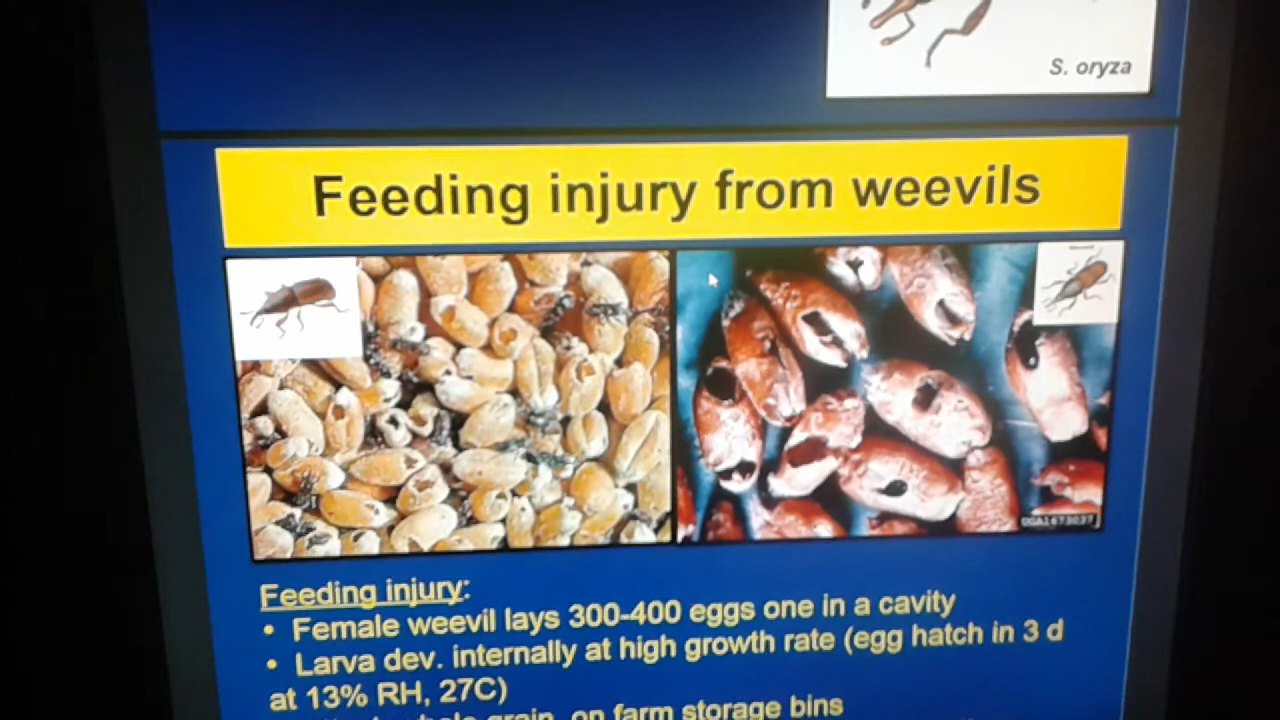 S. oryza
Feeding injury from weevils
UGA1673037
Feeding injury:
• Female weevil lays 300-400 eggs one in a cavity
• Larva dev. internally at high growth rate (egg hatch in 3 d
at 13% RH, 27C)
whole grain, on farm storage bins